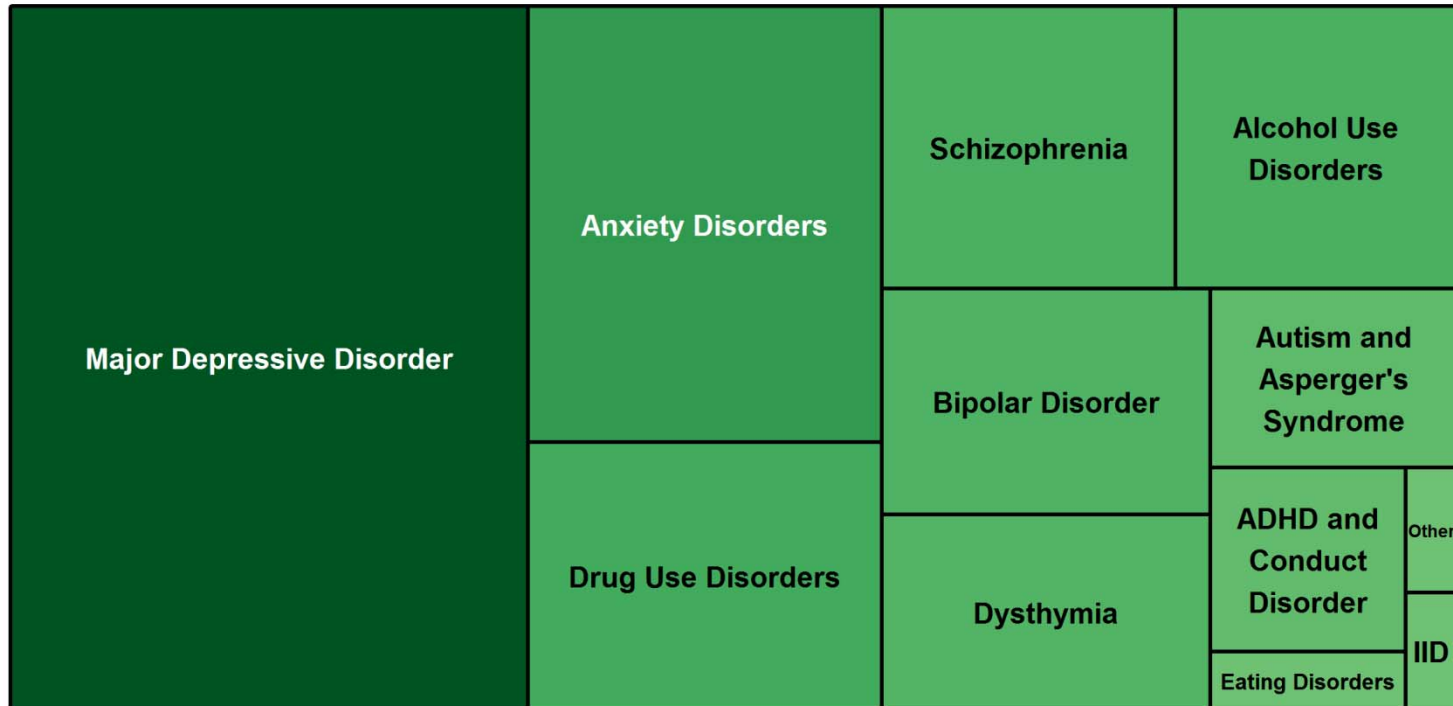 Major Depressive Disorder
Anxiety Disorders
Drug Use Disorders
Schizophrenia
Alcohol Use
Disorders
Bipolar Disorder
Dysthymia
Autism and
Asperger's
Syndrome
ADHD and
Conduct
Disorder
Other
IID
Eating Disorders